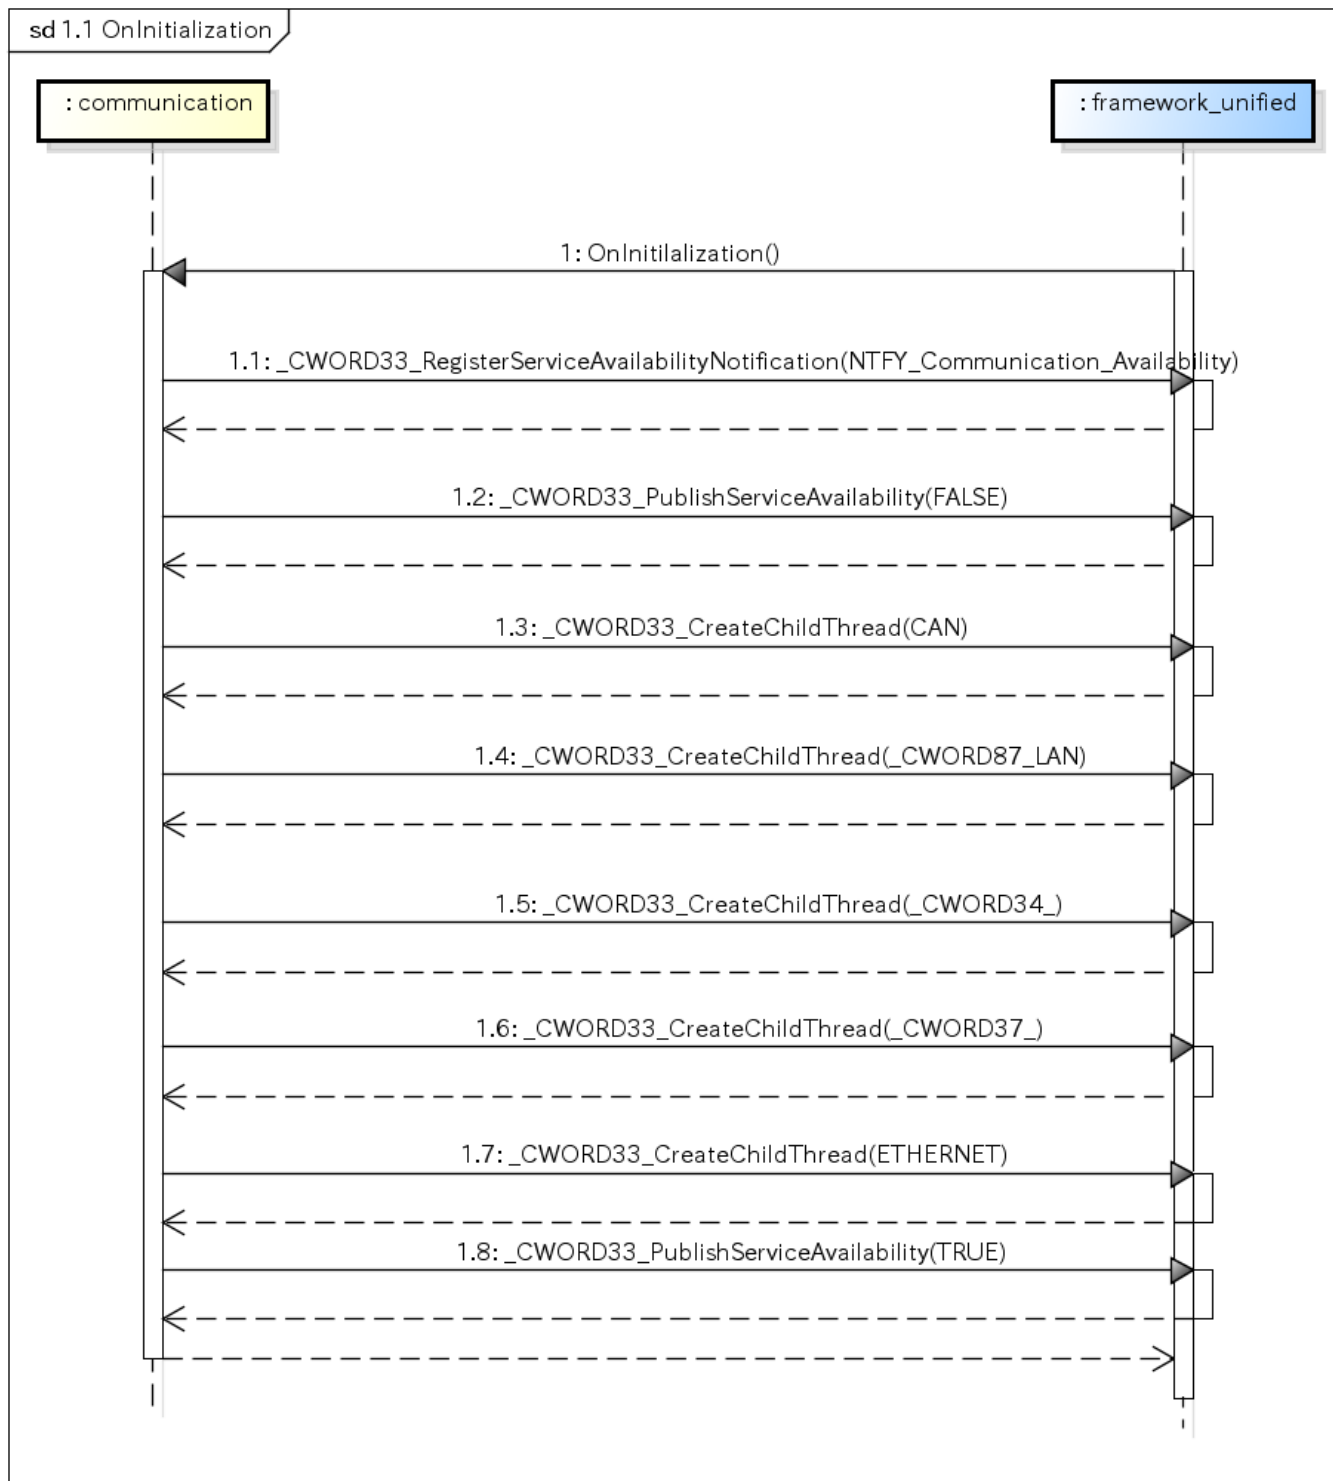 sd 1.1 OnInitialization
: communication
: framework_unified
1: OnInitilalization()
1.1: _CWORD33_RegisterServiceAvailabilityNotification(NTFY_Communication_Availability)
1.2: _CWORD33_PublishServiceAvailability(FALSE)
1.3: _CWORD33_CreateChildThread(CAN)
1.4: _CWORD33_CreateChildThread(_CWORD87_LAN)
1.5: _CWORD33_CreateChildThread(_CWORD34_)
1.6: _CWORD33_CreateChildThread(_CWORD37_)
1.7: _CWORD33_CreateChildThread(ETHERNET)
1.8: _CWORD33_PublishServiceAvailability(TRUE)